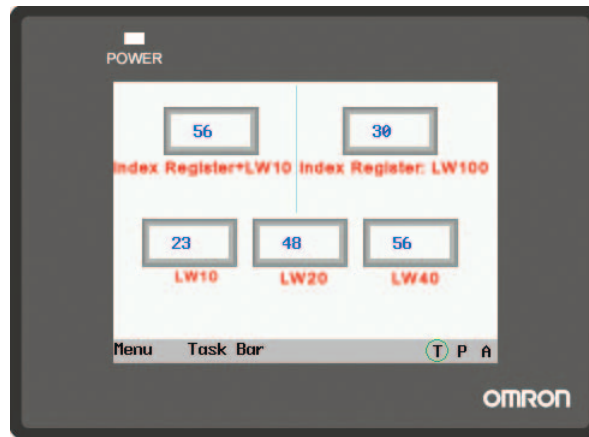 POWER
56
30
Index Register+LW10
Index Register: LW100
23
48
56
LW10
LW20
LW40
Menu Task Bar T P A
OMRON